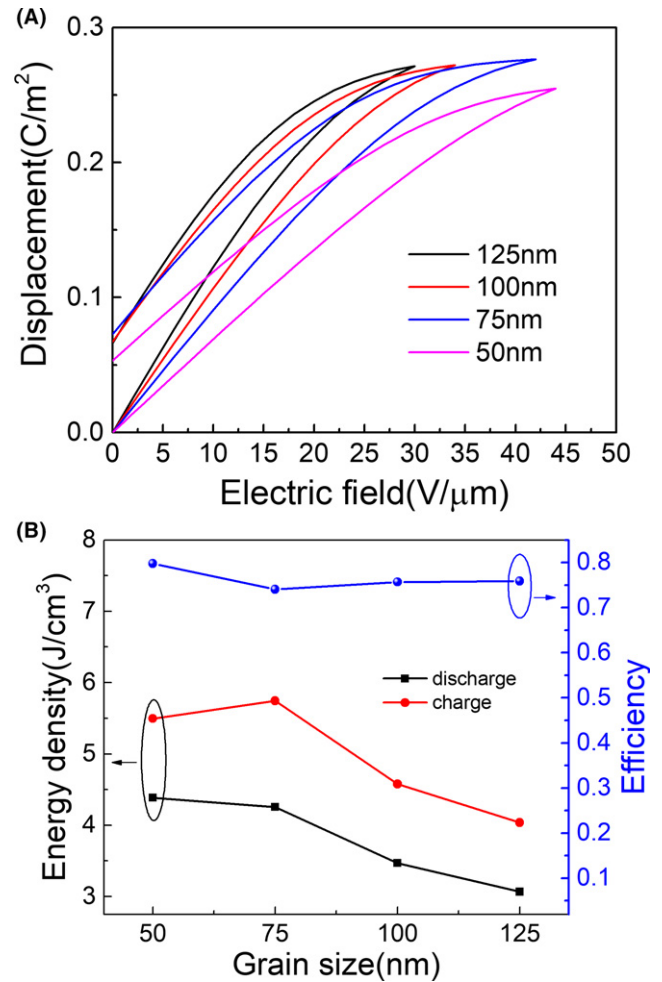 (A)
0.3
0.2
0.1
0.0
Displacement(C/m²)
125nm
100nm
75nm
50nm
0 5 10 15 20 25 30 35 40 45 50
Electric field(V/μm)
(B)
8
7
6
5
4
3
Energy density(J/cm³)
discharge
charge
0.8
0.7
0.6
0.5
0.4
0.3
0.2
0.1
Efficiency
50 75 100 125
Grain size(nm)